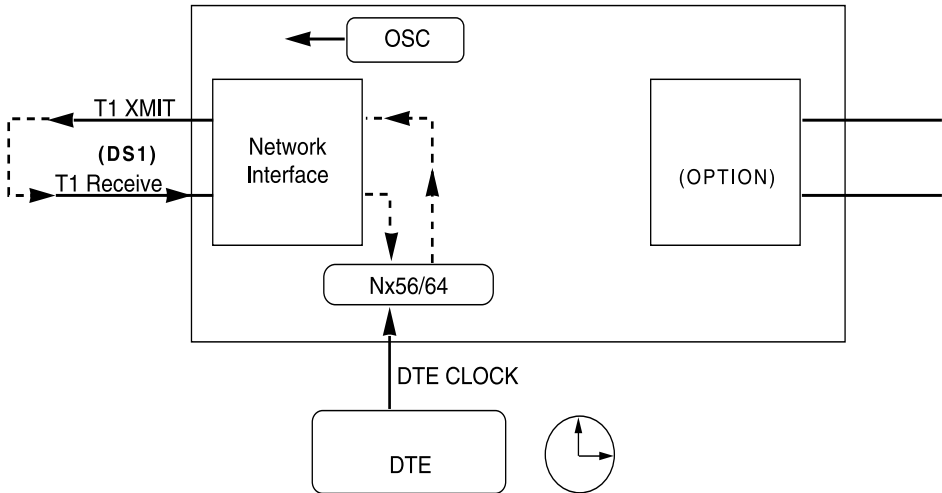 OSC
T1 XMIT
(DS1)
T1 Receive
Network
Interface
(OPTION)
Nx56/64
DTE CLOCK
DTE